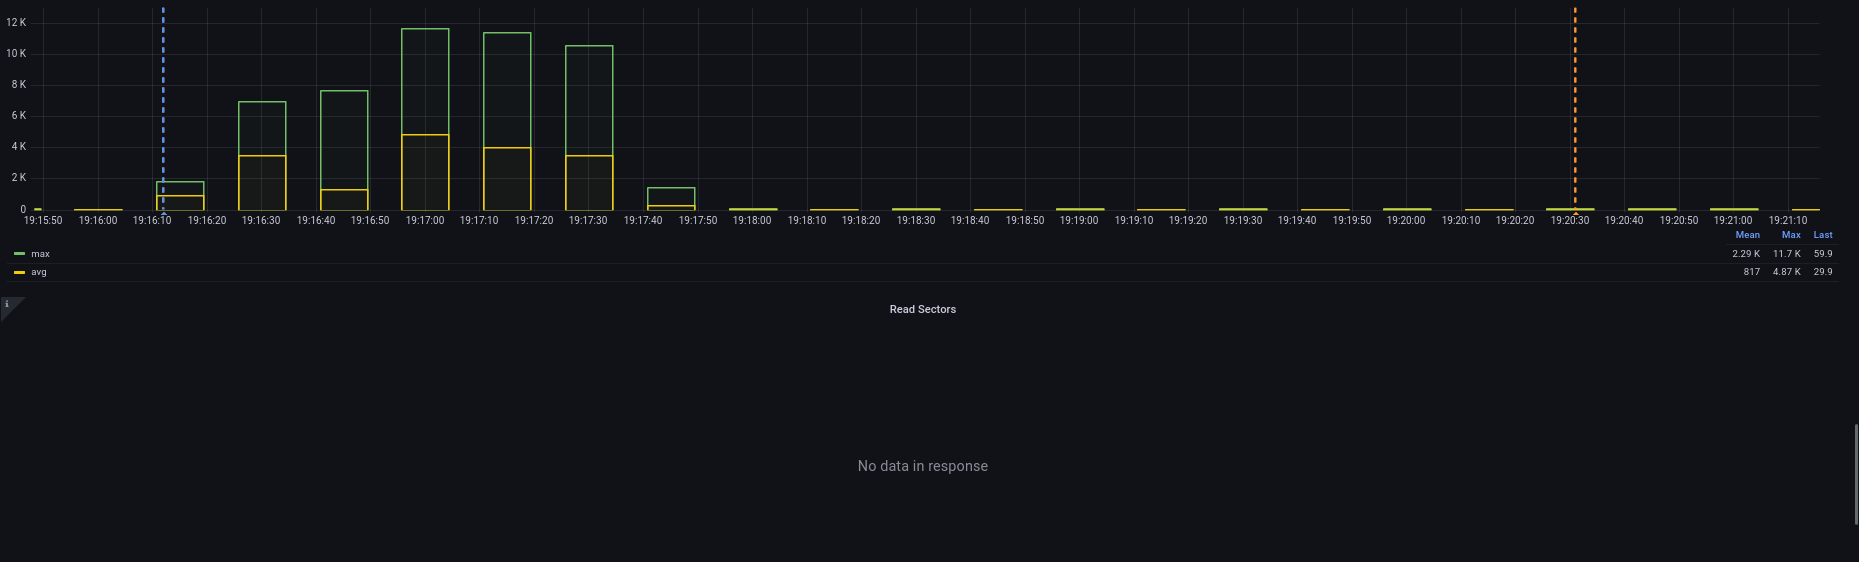 12 K
10 K
8 K
6 K
4 K
2 K
0
19:15:50 19:16:00 19:16:10 19:16:20 19:16:30 19:16:40 19:16:50 19:17:00 19:17:10 19:17:20 19:17:30 19:17:40 19:17:50 19:18:00 19:18:10 19:18:20 19:18:30 19:18:40 19:18:50 19:19:00 19:19:10 19:19:20 19:19:30 19:19:40 19:19:50 19:20:00 19:20:10 19:20:20 19:20:30 19:20:40 19:20:50 19:21:00 19:21:10
Mean Max Last
max 2.29 K 11.7 K 59.9
avg 817 4.87 K 29.9
i
Read Sectors
No data in response